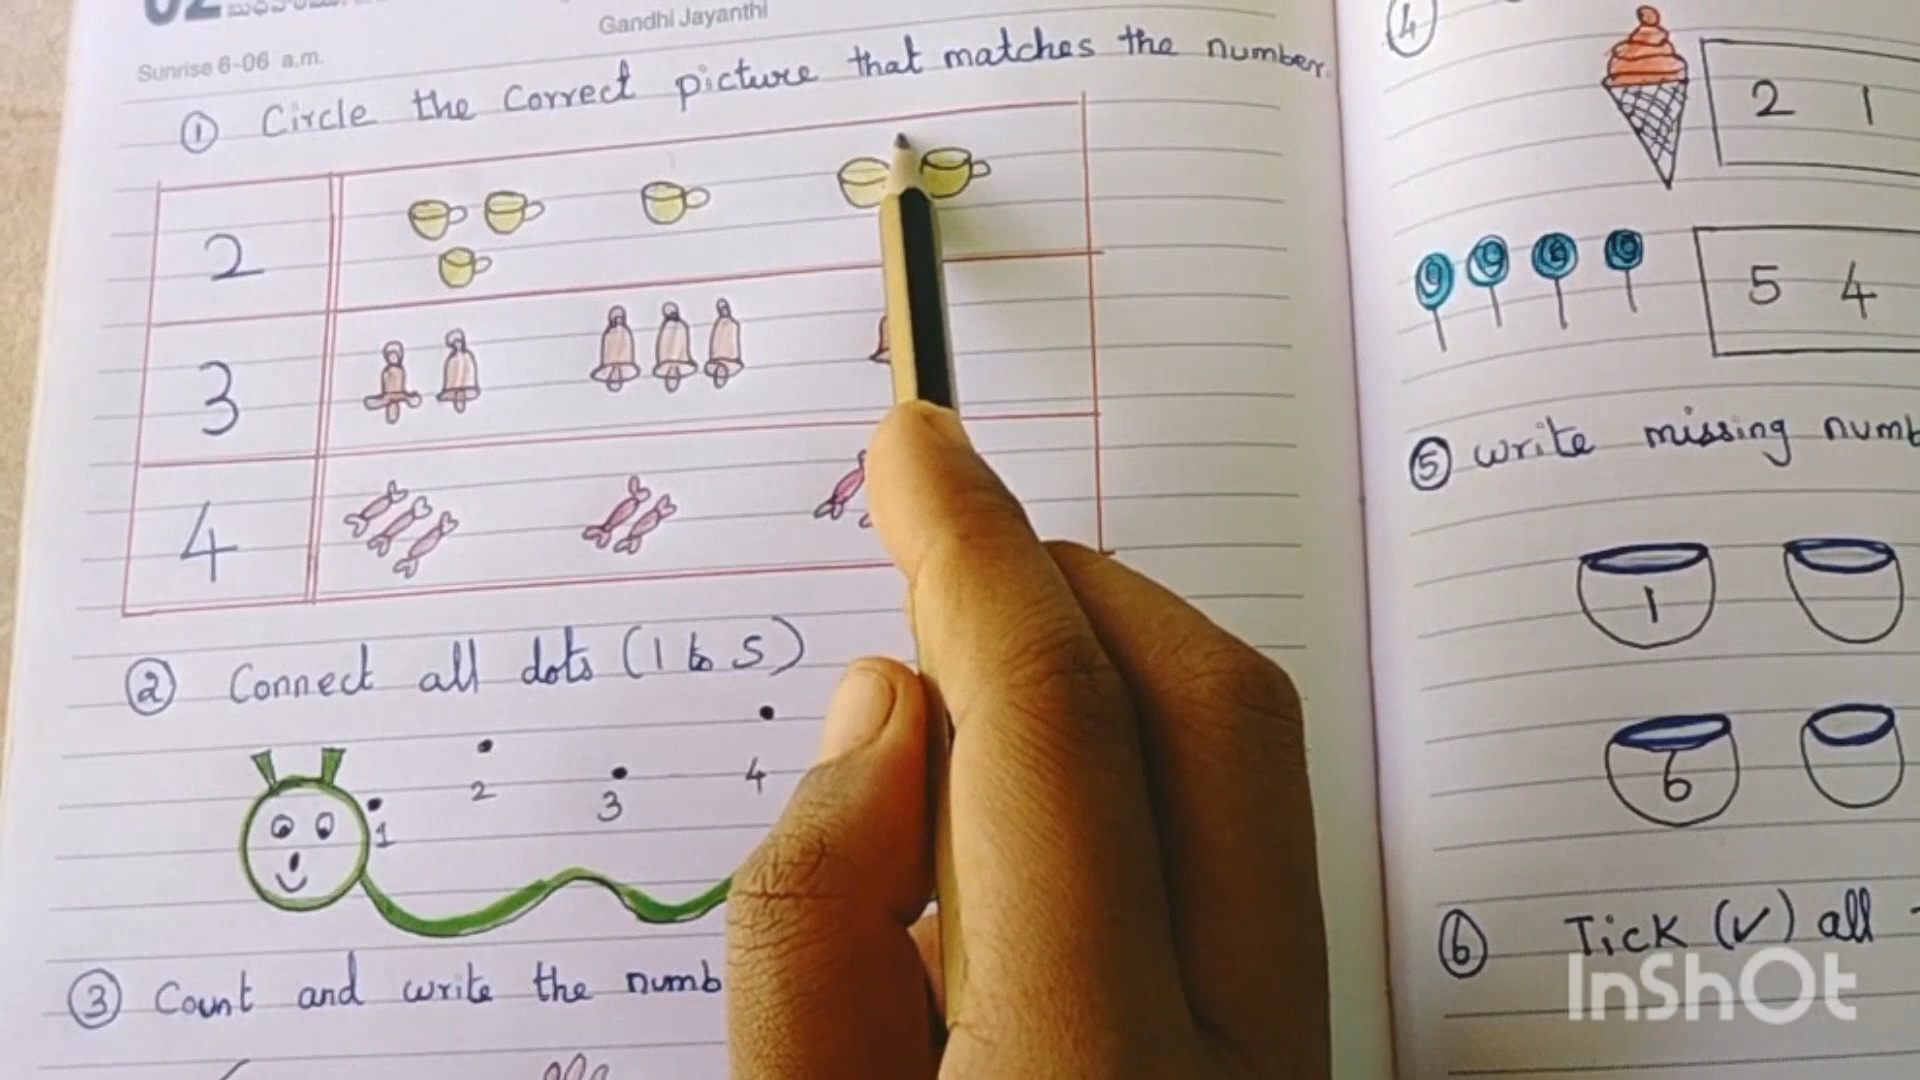 02
Gandhi Jayanthi
Sunrise 6-06 a.m.
① Circle the Correct picture that matches the number.
2
3
4
② Connect all dots (1 to 5)
1 2 3 4
③ Count and write the numb
④
2 1
5 4
⑤ Write missing numb
1
6
⑥ Tick (✓) all
InShOt